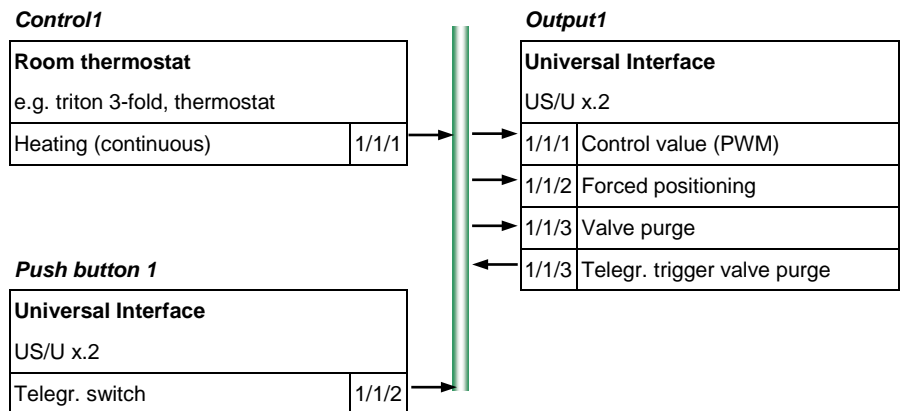 Control1
Room thermostat
e.g. triton 3-fold, thermostat
Heating (continuous) 1/1/1
Push button 1
Universal Interface
US/U x.2
Telegr. switch 1/1/2
Output1
Universal Interface
US/U x.2
1/1/1 Control value (PWM)
1/1/2 Forced positioning
1/1/3 Valve purge
1/1/3 Telegr. trigger valve purge